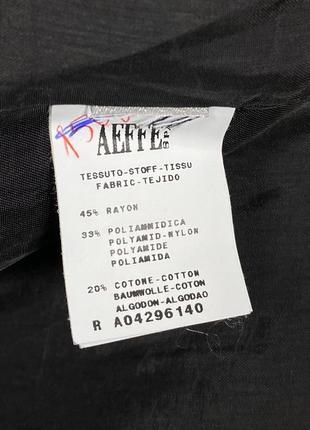 AEFFE SPA
TESSUTO-STOFF-TISSU
FABRIC-TEJIDO
45% RAYON
33% POLIAMMIDICA
POLYAMID-NYLON
POLYAMIDE
POLIAMIDA
20% COTONE-COTTON
BAUMWOLLE-COTON
ALGODON-ALGODAO
R A04296140